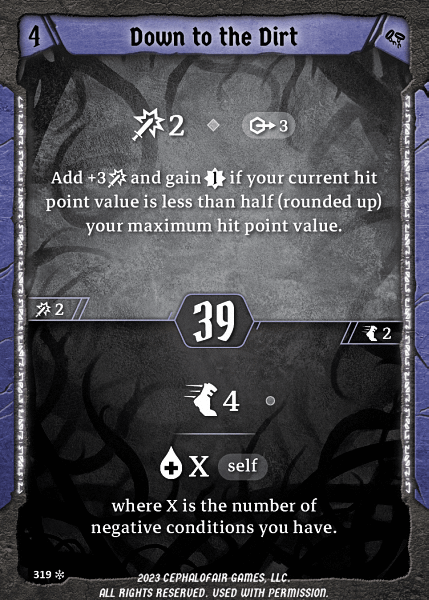 4
Down to the Dirt
2
3
Add +3 and gain 1 if your current hit
point value is less than half (rounded up)
your maximum hit point value.
2
39
2
4
X self
where X is the number of
negative conditions you have.
319
2023 CEPHALOFAIR GAMES, LLC.
ALL RIGHTS RESERVED. USED WITH PERMISSION.